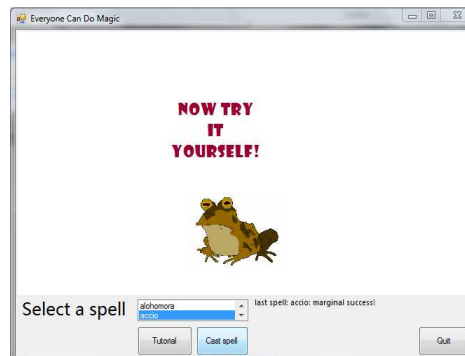 Everyone Can Do Magic
NOW TRY
IT
YOURSELF!
Select a spell
alohomora
accio
last spell: accio: marginal success!
Tutorial
Cast spell
Quit